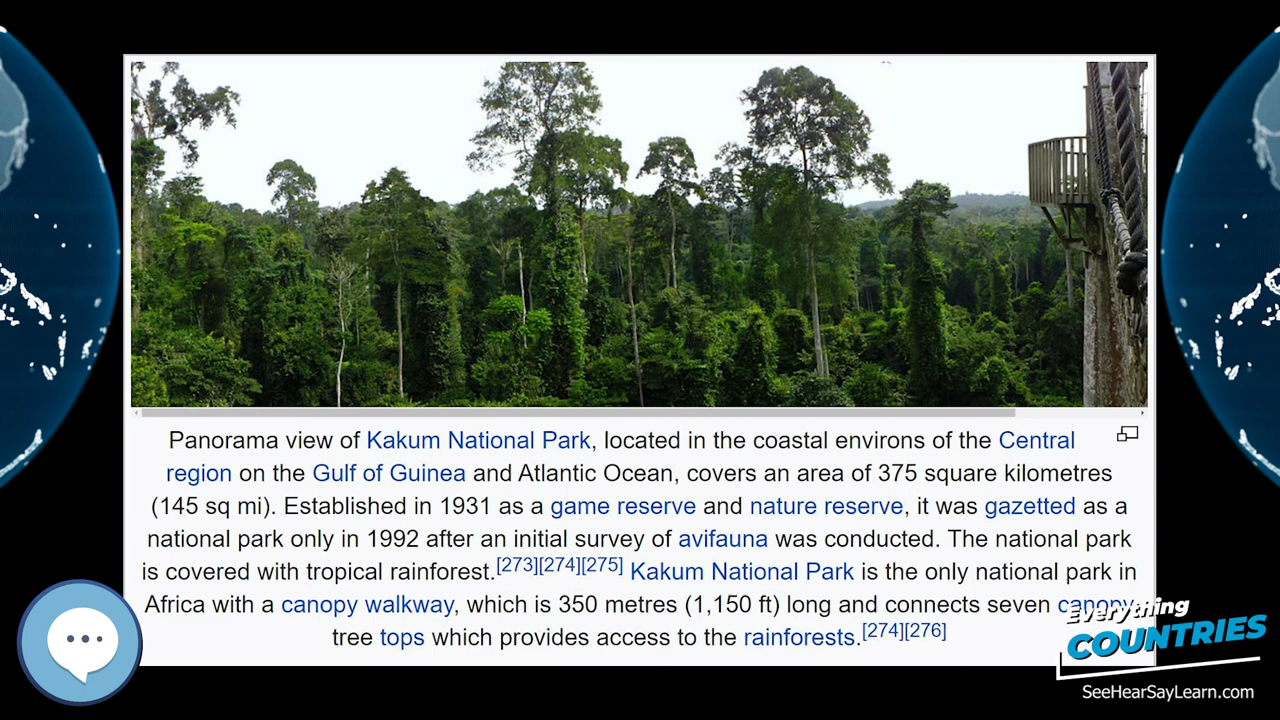 Panorama view of Kakum National Park, located in the coastal environs of the Central
region on the Gulf of Guinea and Atlantic Ocean, covers an area of 375 square kilometres
(145 sq mi). Established in 1931 as a game reserve and nature reserve, it was gazetted as a
national park only in 1992 after an initial survey of avifauna was conducted. The national park
is covered with tropical rainforest.[273][274][275] Kakum National Park is the only national park in
Africa with a canopy walkway, which is 350 metres (1,150 ft) long and connects seven canopy
tree tops which provides access to the rainforests.[274][276]
Everything
COUNTRIES
SeeHearSayLearn.com